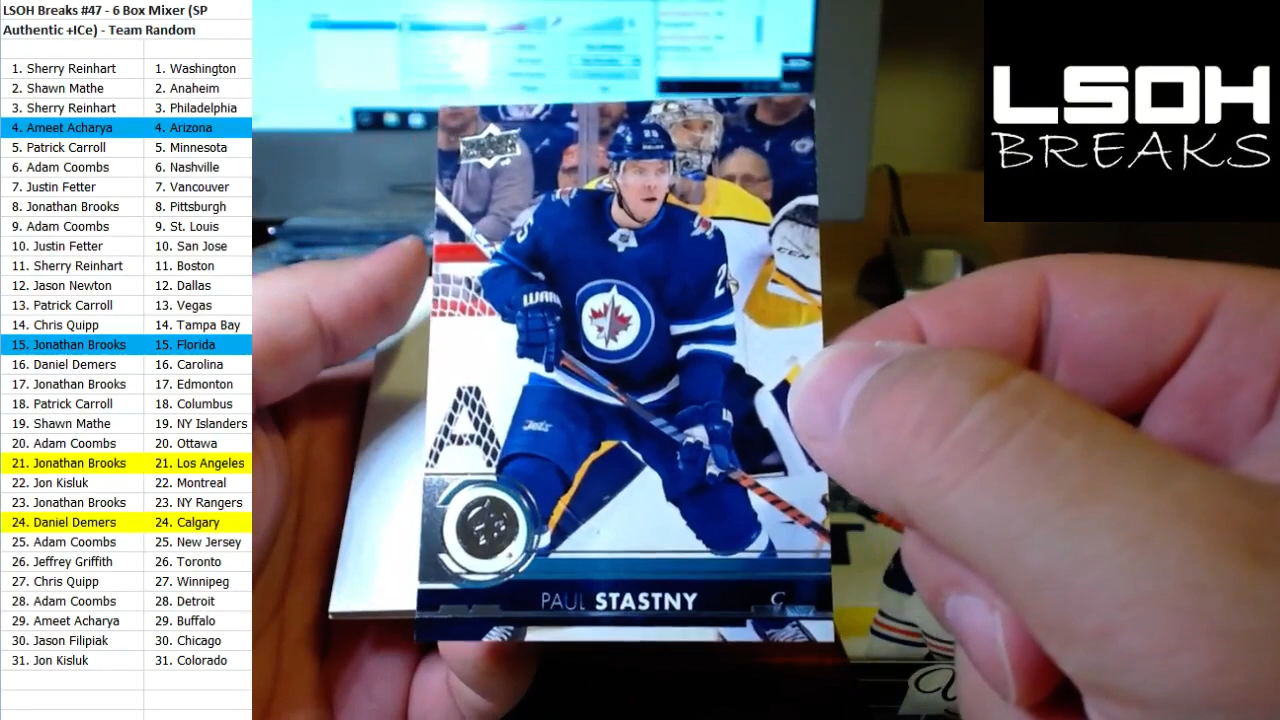 LSOH Breaks #47 - 6 Box Mixer (SP
Authentic +ICe) - Team Random
1. Sherry Reinhart 1. Washington
2. Shawn Mathe 2. Anaheim
3. Sherry Reinhart 3. Philadelphia
4. Ameet Acharya 4. Arizona
5. Patrick Carroll 5. Minnesota
6. Adam Coombs 6. Nashville
7. Justin Fetter 7. Vancouver
8. Jonathan Brooks 8. Pittsburgh
9. Adam Coombs 9. St. Louis
10. Justin Fetter 10. San Jose
11. Sherry Reinhart 11. Boston
12. Jason Newton 12. Dallas
13. Patrick Carroll 13. Vegas
14. Chris Quipp 14. Tampa Bay
15. Jonathan Brooks 15. Florida
16. Daniel Demers 16. Carolina
17. Jonathan Brooks 17. Edmonton
18. Patrick Carroll 18. Columbus
19. Shawn Mathe 19. NY Islanders
20. Adam Coombs 20. Ottawa
21. Jonathan Brooks 21. Los Angeles
22. Jon Kisluk 22. Montreal
23. Jonathan Brooks 23. NY Rangers
24. Daniel Demers 24. Calgary
25. Adam Coombs 25. New Jersey
26. Jeffrey Griffith 26. Toronto
27. Chris Quipp 27. Winnipeg
28. Adam Coombs 28. Detroit
29. Ameet Acharya 29. Buffalo
30. Jason Filipiak 30. Chicago
31. Jon Kisluk 31. Colorado
LSOH
BREAKS
CCM
A
Jets
PAUL STASTNY C